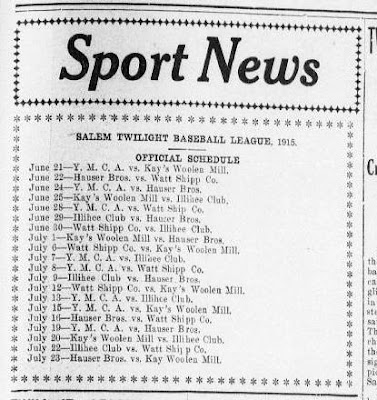 Sport News
SALEM TWILIGHT BASEBALL LEAGUE, 1915.
OFFICIAL SCHEDULE
June 21—Y. M. C. A. vs. Kay's Woolen Mill.
June 22—Hauser Bros. vs. Watt Shipp Co.
June 24—Y. M. C. A. vs. Hauser Bros.
June 25—Kay's Woolen Mill vs. Illihee Club.
June 28—Y. M. C. A. vs. Watt Ship Co.
June 29—Illihee Club vs. Hauser Bros.
June 30—Watt Shipp Co. vs. Illihee Club.
July 1—Kay's Woolen Mill vs. Hauser Bros.
July 6—Watt Shipp Co. vs. Kay's Woolen Mill.
July 7—Y. M. C. A. vs. Illihee Club.
July 8—Y. M. C. A. vs. Watt Shipp Co.
July 9—Illihee Club vs. Hauser Bros.
July 12—Watt Shipp Co. vs. Kay's Woolen Mill.
July 13—Y. M. C. A. vs. Illihee Club.
July 15—Y. M. C. A. vs. Kay's Woolen Mill.
July 16—Hauser Bros. vs. Watt Shipp Co.
July 19—Y. M. C. A. vs. Hauser Bros.
July 20—Kay's Woolen Mill vs. Illihee Club.
July 22—Illihee Club vs. Watt Shipp Co.
July 23—Hauser Bros. vs. Kay Woolen Mill.